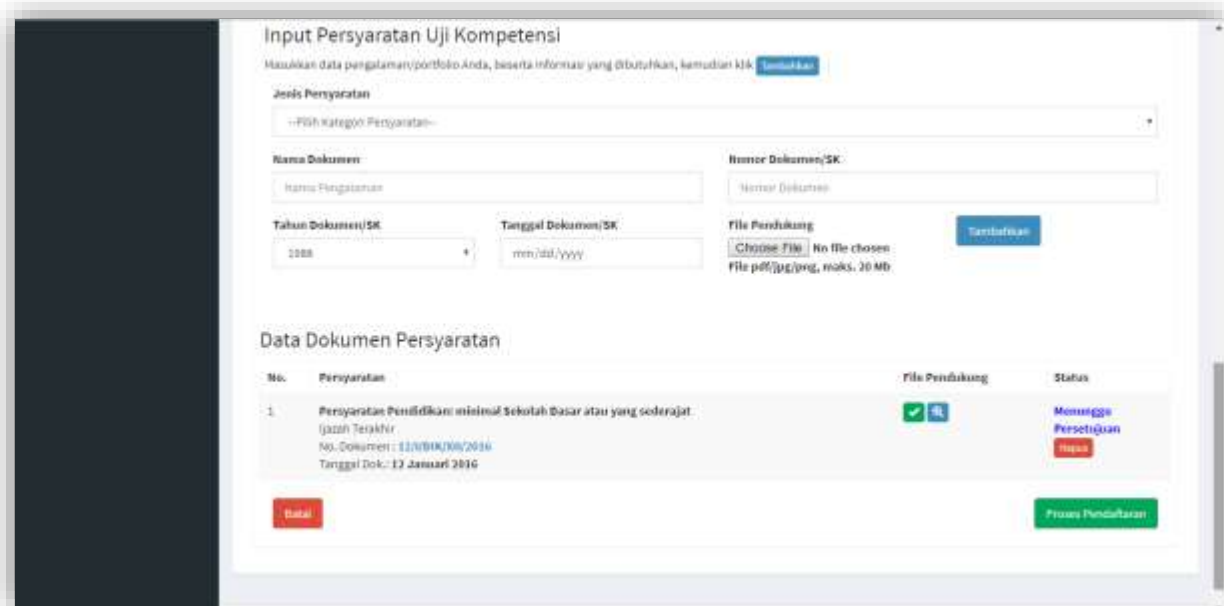 Input Persyaratan Uji Kompetensi
Masukkan data pengalaman/portfolio Anda, beserta informasi yang dibutuhkan, kemudian klik Tambahkan
Jenis Persyaratan
--Pilih Kategori Persyaratan--
Nama Dokumen Nomor Dokumen/SK
Nama Pengalaman Nomor Dokumen
Tahun Dokumen/SK Tanggal Dokumen/SK File Pendukung
1988 mm/dd/yyyy Choose File No file chosen Tambahkan
File pdf/jpg/png, maks. 20 Mb
Data Dokumen Persyaratan
No. Persyaratan File Pendukung Status
1 Persyaratan Pendidikan: minimal Sekolah Dasar atau yang sederajat Menunggu Persetujuan
Ijazah Terakhir
No. Dokumen :
Tanggal Dok.: 12 Januari 2016 Hapus
Batal Proses Pendaftaran